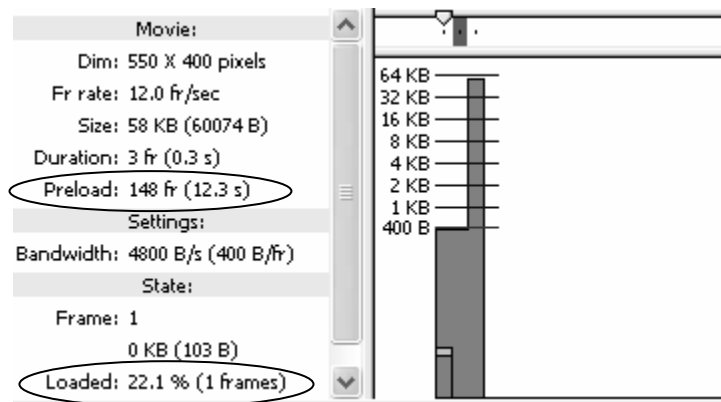 Movie:
Dim: 550 X 400 pixels
Fr rate: 12.0 fr/sec
Size: 58 KB (60074 B)
Duration: 3 fr (0.3 s)
Preload: 148 fr (12.3 s)
Settings:
Bandwidth: 4800 B/s (400 B/fr)
State:
Frame: 1
0 KB (103 B)
Loaded: 22.1 % (1 frames)
64 KB
32 KB
16 KB
8 KB
4 KB
2 KB
1 KB
400 B